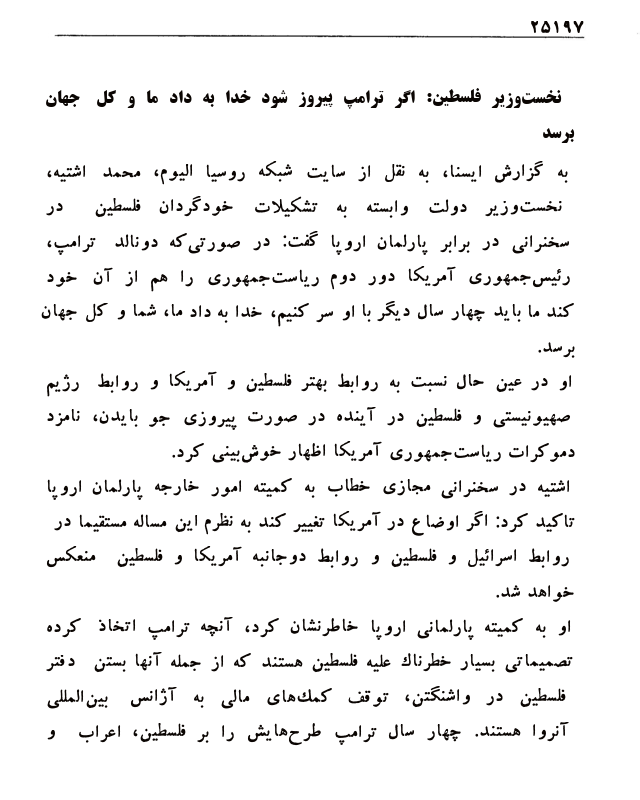 ۲۵۱۹۷
نخست‌وزیر فلسطین: اگر ترامپ پیروز شود خدا به داد ما و کل جهان
برسد
به گزارش ایسنا، به نقل از سایت شبکه روسیا الیوم، محمد اشتیه،
نخست‌وزیر دولت وابسته به تشکیلات خودگردان فلسطین در
سخنرانی در برابر پارلمان اروپا گفت: در صورتی‌که دونالد ترامپ،
رئیس‌جمهوری آمریکا دور دوم ریاست‌جمهوری را هم از آن خود
کند ما باید چهار سال دیگر با او سر کنیم، خدا به داد ما، شما و کل جهان
برسد.
او در عین حال نسبت به روابط بهتر فلسطین و آمریکا و روابط رژیم
صهیونیستی و فلسطین در آینده در صورت پیروزی جو بایدن، نامزد
دموکرات ریاست‌جمهوری آمریکا اظهار خوش‌بینی کرد.
اشتیه در سخنرانی مجازی خطاب به کمیته امور خارجه پارلمان اروپا
تاکید کرد: اگر اوضاع در آمریکا تغییر کند به نظرم این مساله مستقیما در
روابط اسرائیل و فلسطین و روابط دوجانبه آمریکا و فلسطین منعکس
خواهد شد.
او به کمیته پارلمانی اروپا خاطرنشان کرد، آنچه ترامپ اتخاذ کرده
تصمیماتی بسیار خطرناك علیه فلسطین هستند که از جمله آنها بستن دفتر
فلسطین در واشنگتن، توقف کمك‌های مالی به آژانس بین‌المللی
آنروا هستند. چهار سال ترامپ طرح‌هایش را بر فلسطین، اعراب و